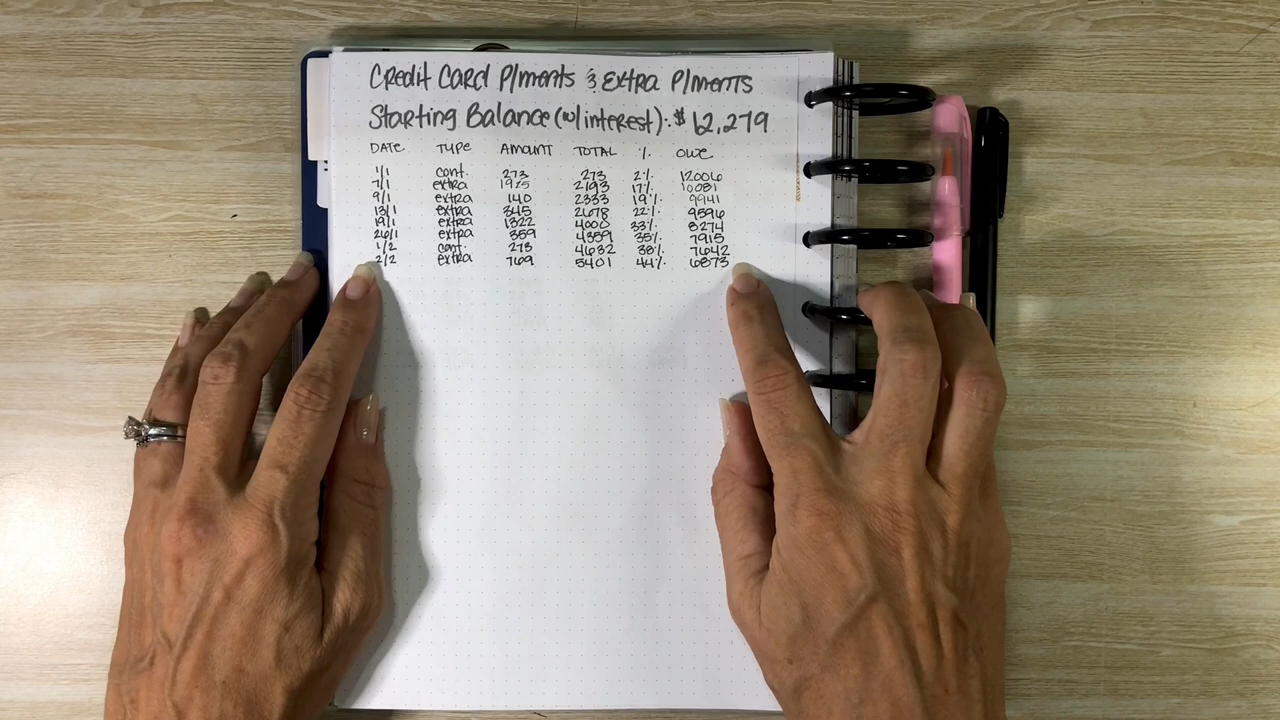 Credit Card P/ments & Extra P/ments
Starting Balance (w/ interest): $ 12,279
DATE TYPE AMOUNT TOTAL % OWE
1/1 cont. 273 273 2% 12006
7/1 extra 1925 2193 17% 10081
9/1 extra 140 2333 19% 9941
13/1 extra 345 2678 22% 9596
19/1 extra 1322 4000 33% 8274
26/1 extra 359 4359 35% 7915
1/2 cont. 273 4632 38% 7642
2/2 extra 769 5401 44% 6873